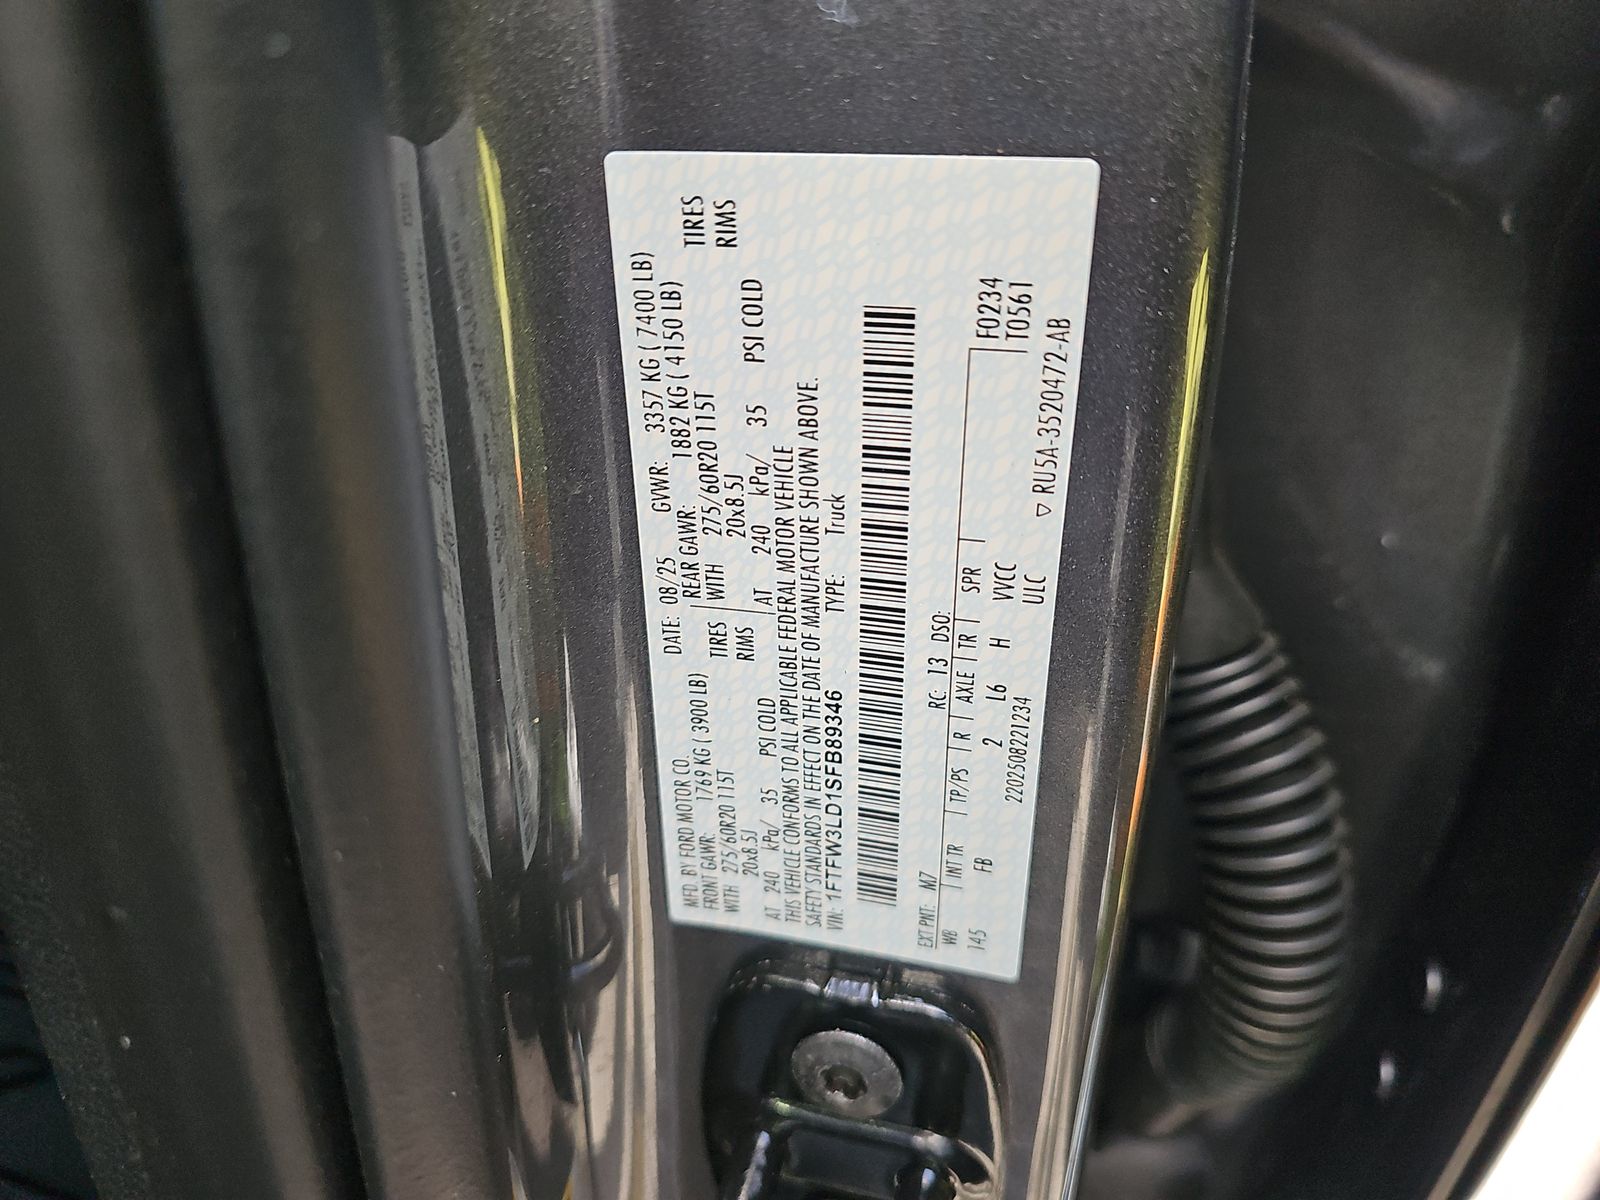 MFD. BY FORD MOTOR CO.
DATE: 08/25 GVWR: 3357 KG ( 7400 LB)
FRONT GAWR: 1769 KG ( 3900 LB) REAR GAWR: 1882 KG ( 4150 LB)
WITH 275/60R20 115T TIRES WITH 275/60R20 115T TIRES
20x8.5J RIMS 20x8.5J RIMS
AT 240 kPa/ 35 PSI COLD AT 240 kPa/ 35 PSI COLD
THIS VEHICLE CONFORMS TO ALL APPLICABLE FEDERAL MOTOR VEHICLE
SAFETY STANDARDS IN EFFECT ON THE DATE OF MANUFACTURE SHOWN ABOVE.
VIN: 1FTFW3LD1SFB89346 TYPE: Truck
EXT PNT: M7 RC: 13 DSO:
WB INT TR TP/PS R AXLE TR SPR F0234
145 FB 2 L6 H VVCC T0561
2202508221234 ULC
RU5A-3520472-AB